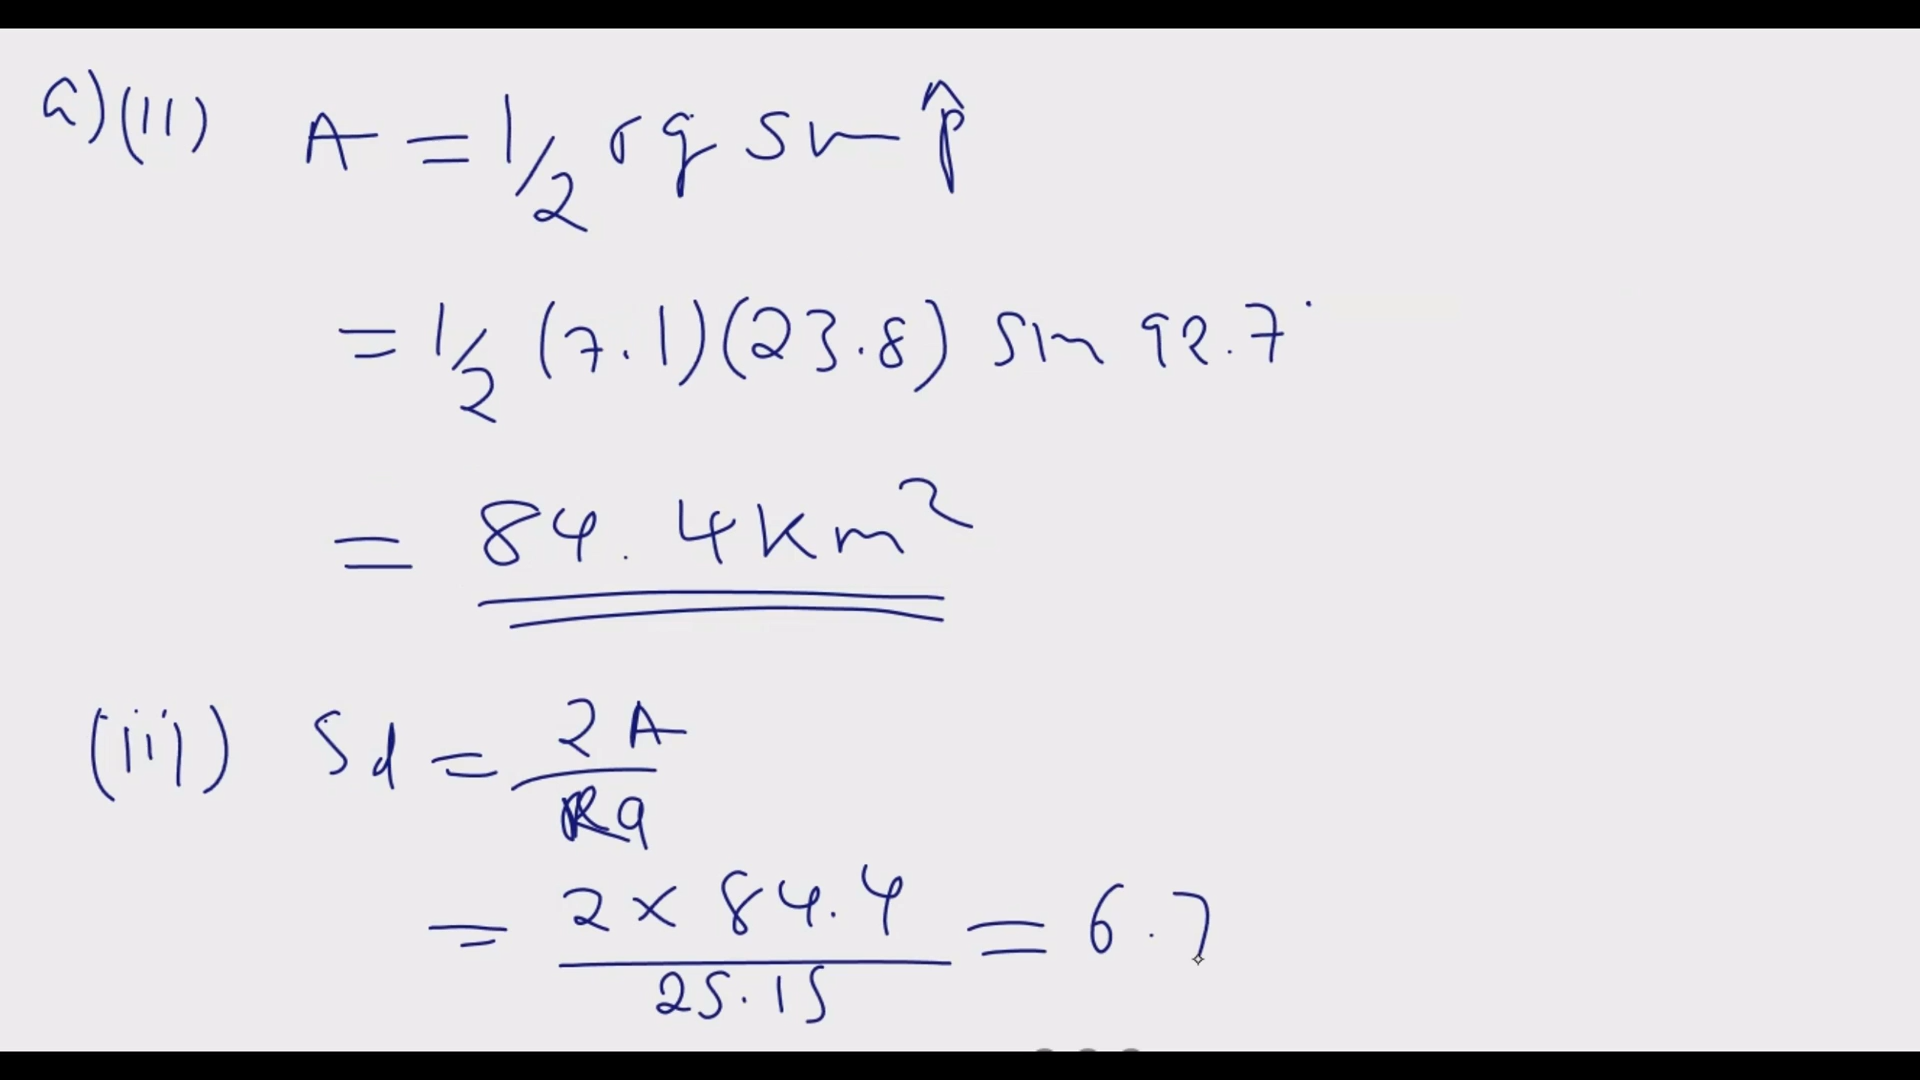 a)(ii) A = 1/2 rq sin p̂
= 1/2 (7.1)(23.8) sin 92.7°
= 84.4 km²
(iii) Sd = 2A / RQ
= 2 × 84.4 / 25.15 = 6.7